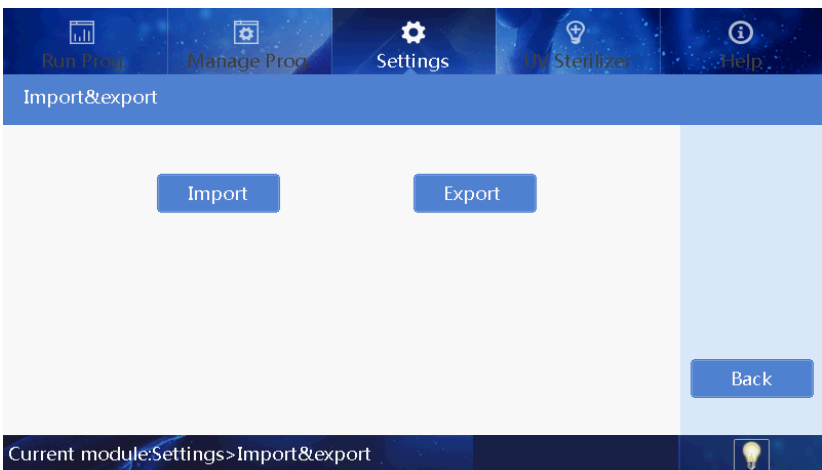 Run Prog.
Manage Prog.
Settings
UV Sterilizer
Help
Import&export
Import
Export
Back
Current module:Settings>Import&export